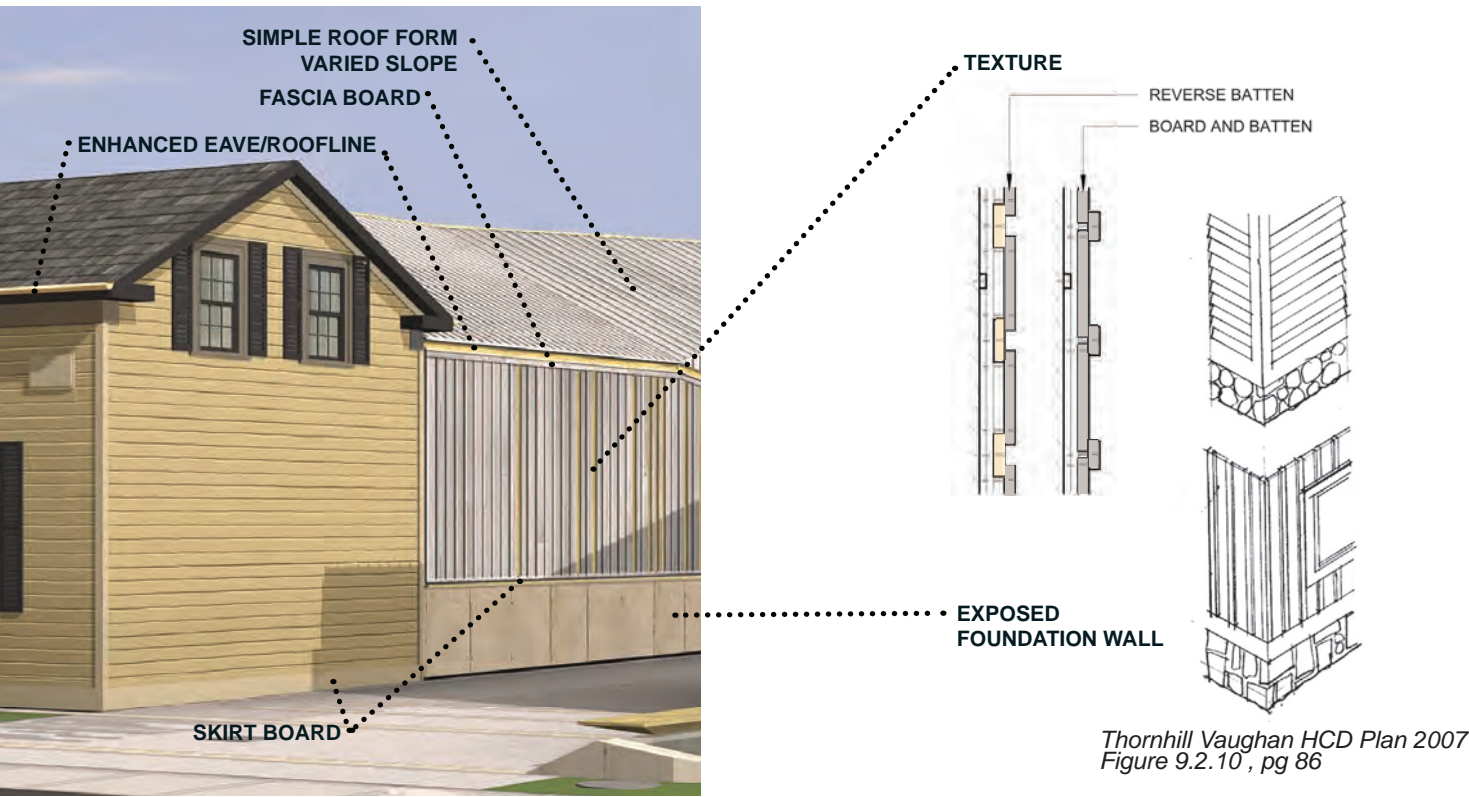 SIMPLE ROOF FORM
VARIED SLOPE
FASCIA BOARD
ENHANCED EAVE/ROOFLINE
SKIRT BOARD
TEXTURE
REVERSE BATTEN
BOARD AND BATTEN
EXPOSED
FOUNDATION WALL
Thornhill Vaughan HCD Plan 2007
Figure 9.2.10 , pg 86